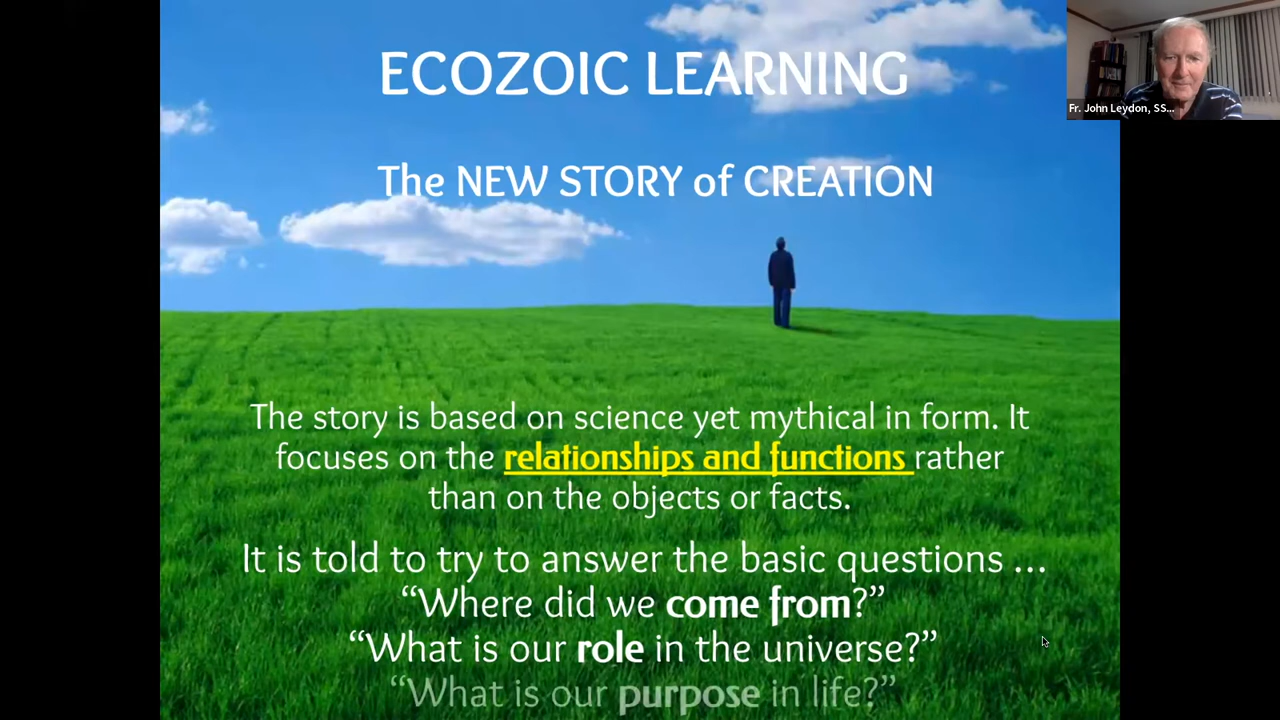 ECOZOIC LEARNING
Fr. John Leydon, SS...
The NEW STORY of CREATION
The story is based on science yet mythical in form. It
focuses on the relationships and functions rather
than on the objects or facts.
It is told to try to answer the basic questions ...
“Where did we come from?”
“What is our role in the universe?”
“What is our purpose in life?”